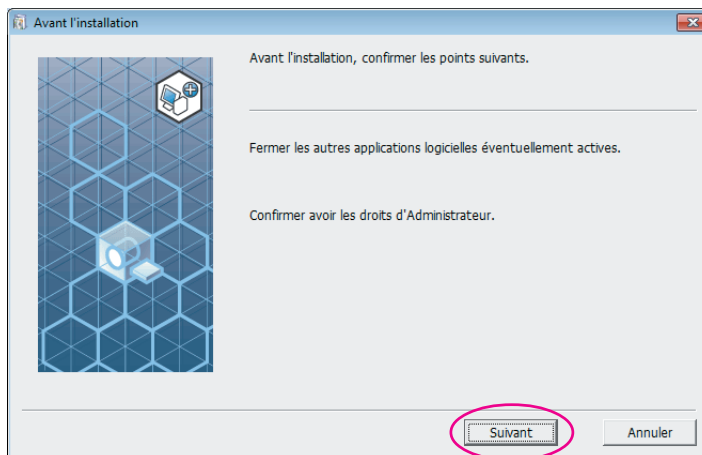 Avant l'installation
Avant l'installation, confirmer les points suivants.
Fermer les autres applications logicielles éventuellement actives.
Confirmer avoir les droits d'Administrateur.
Suivant
Annuler